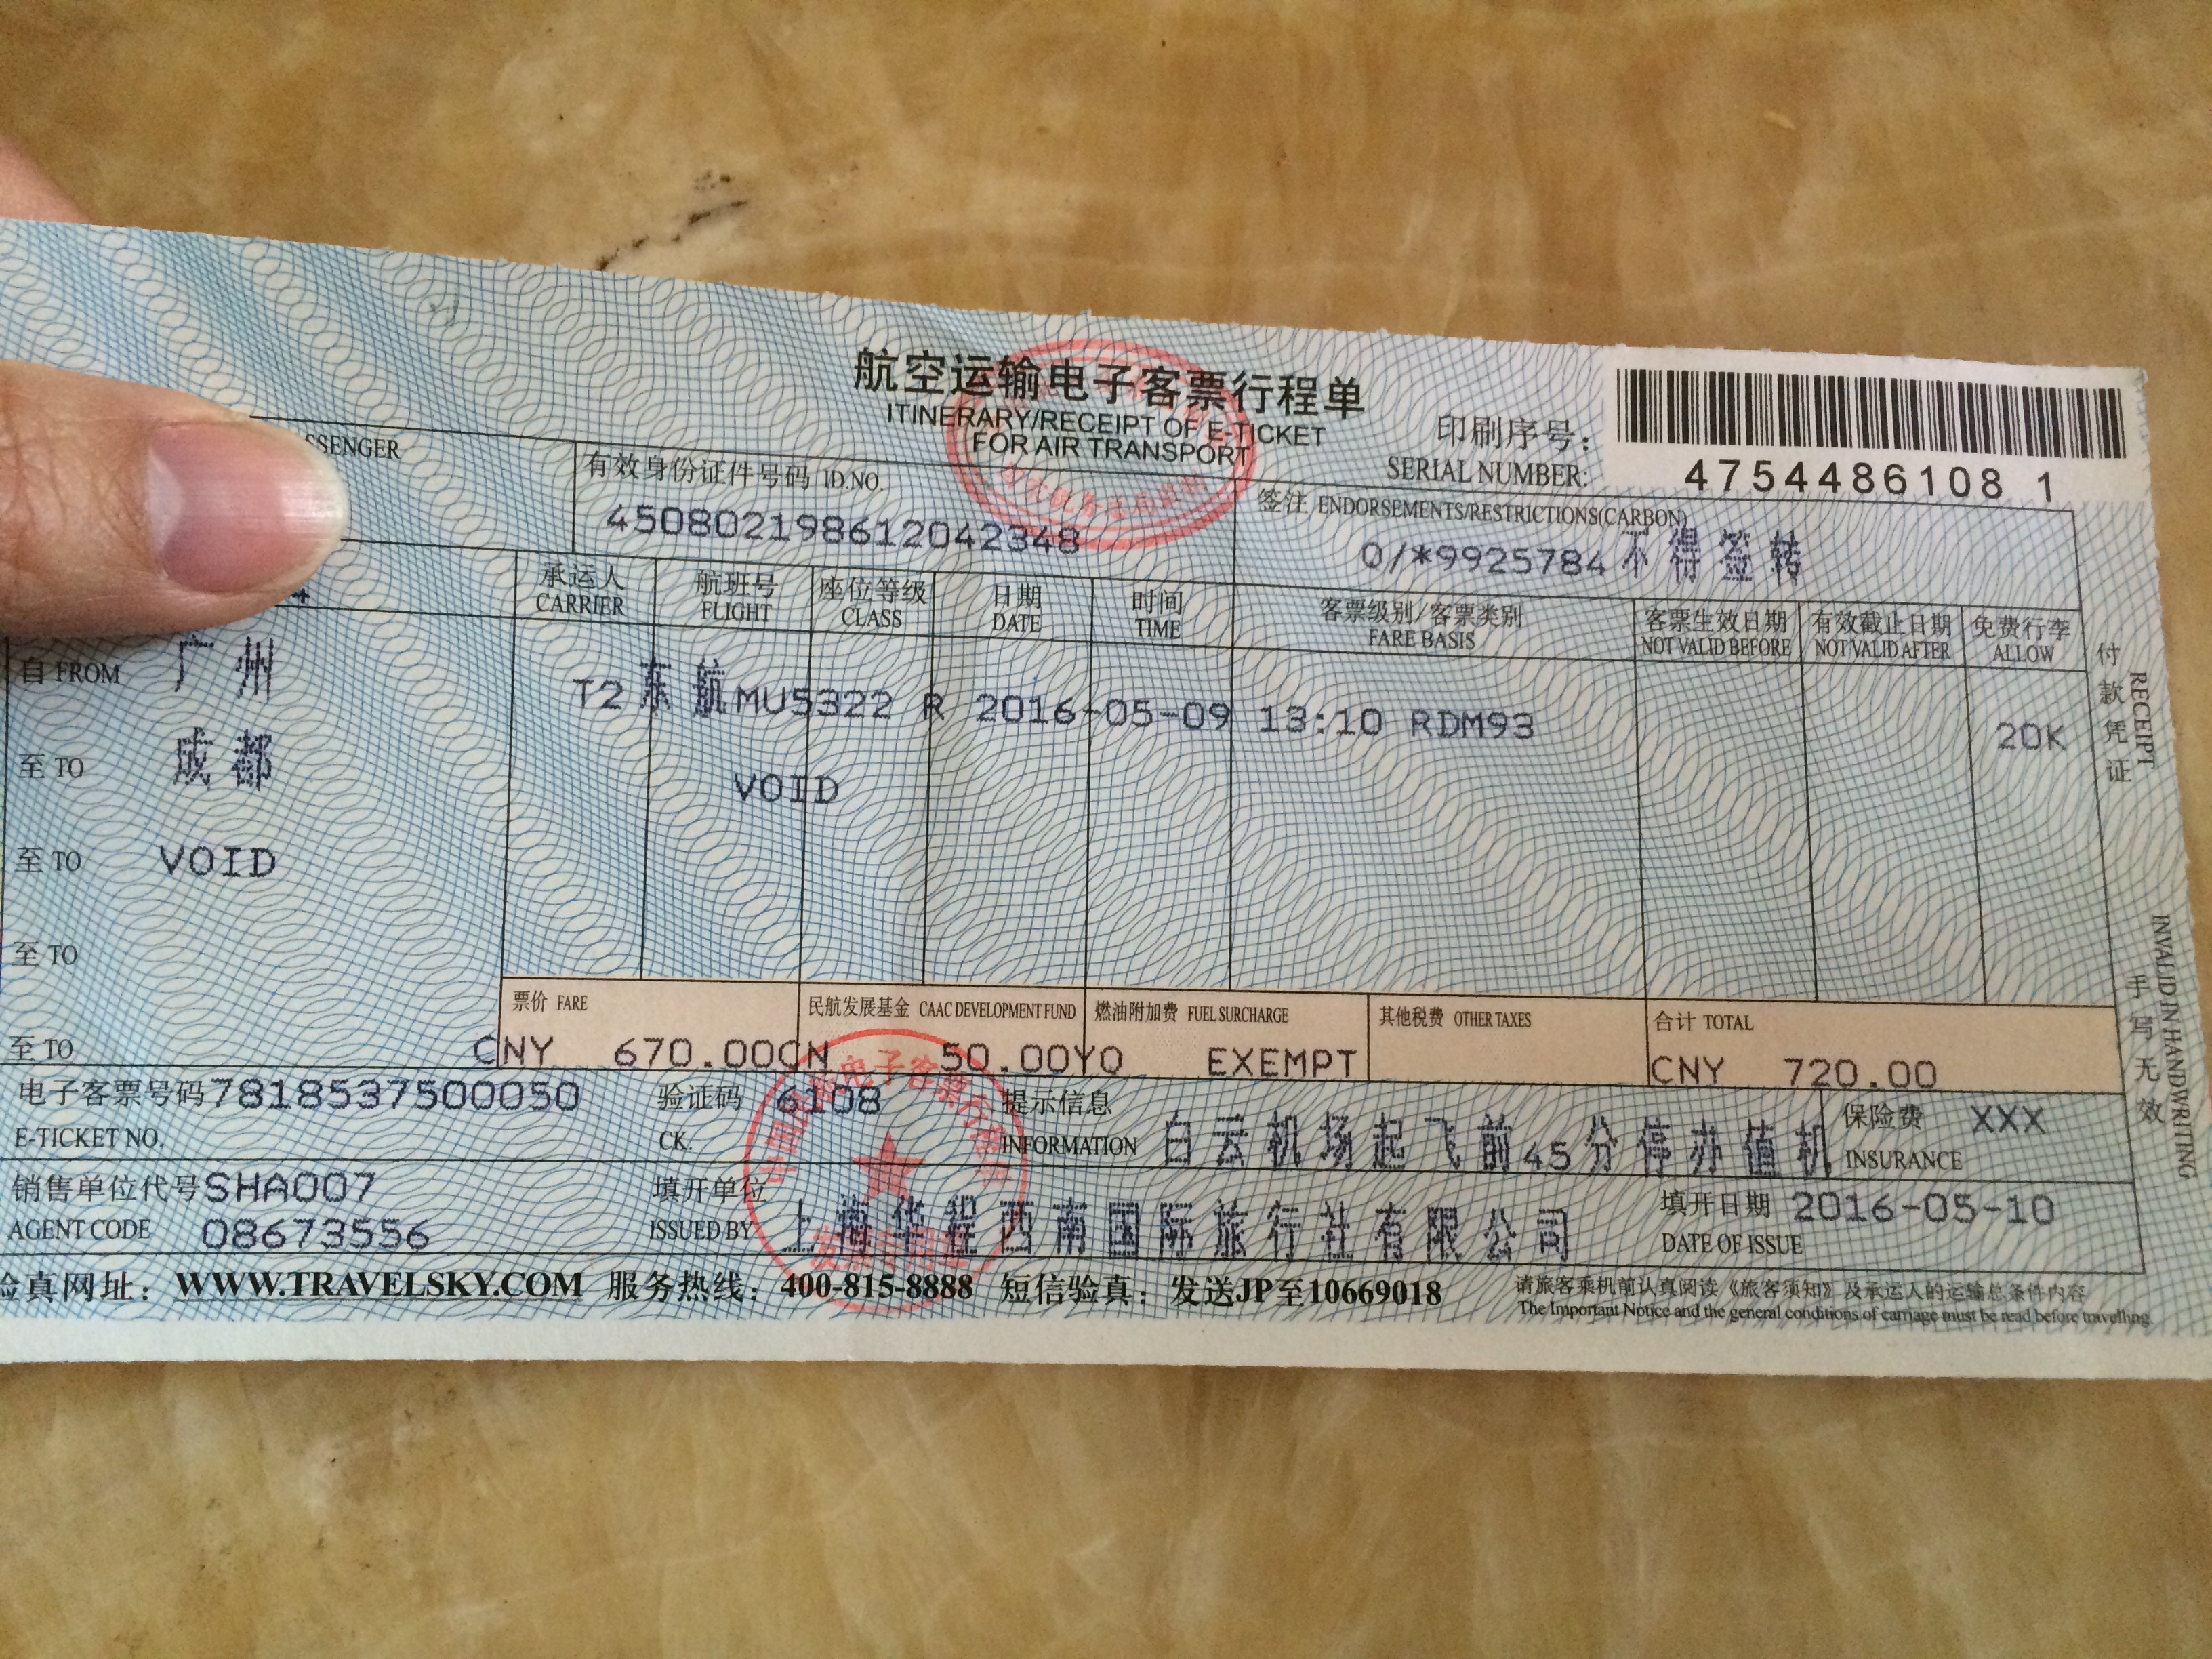 航空运输电子客票行程单
ITINERARY/RECEIPT OF E-TICKET
FOR AIR TRANSPORT
印刷序号:
SERIAL NUMBER:
4754486108 1
SSENGER
有效身份证件号码 ID.NO.
450802198612042348
签注 ENDORSEMENTS/RESTRICTIONS(CARBON)
Q/*9925784不得签转
承运人 CARRIER
航班号 FLIGHT
座位等级 CLASS
日期 DATE
时间 TIME
客票级别/客票类别 FARE BASIS
客票生效日期 NOT VALID BEFORE
有效截止日期 NOT VALID AFTER
免费行李 ALLOW
自 FROM 广州 T2 东航MU5322 R 2016-05-09 13:10 RDM93 20K
至 TO 成都 VOID
至 TO VOID
至 TO
至 TO
票价 FARE
民航发展基金 CAAC DEVELOPMENT FUND
燃油附加费 FUEL SURCHARGE
其他税费 OTHER TAXES
合计 TOTAL
CNY 670.00CN 50.00YQ EXEMPT CNY 720.00
电子客票号码 7818537500050
E-TICKET NO.
验证码 6108
CK.
提示信息
INFORMATION 白云机场起飞前45分停办值机
保险费 XXX
INSURANCE
销售单位代号 SHA007
AGENT CODE 08673556
填开单位
ISSUED BY 上海华程西南国际旅行社有限公司
填开日期 2016-05-10
DATE OF ISSUE
验真网址: WWW.TRAVELSKY.COM 服务热线: 400-815-8888 短信验真: 发送JP至10669018
请旅客乘机前认真阅读《旅客须知》及承运人的运输总条件内容
The Important Notice and the general conditions of carriage must be read before travelling.
付款凭证 RECEIPT
手写无效 INVALID IN HANDWRITING